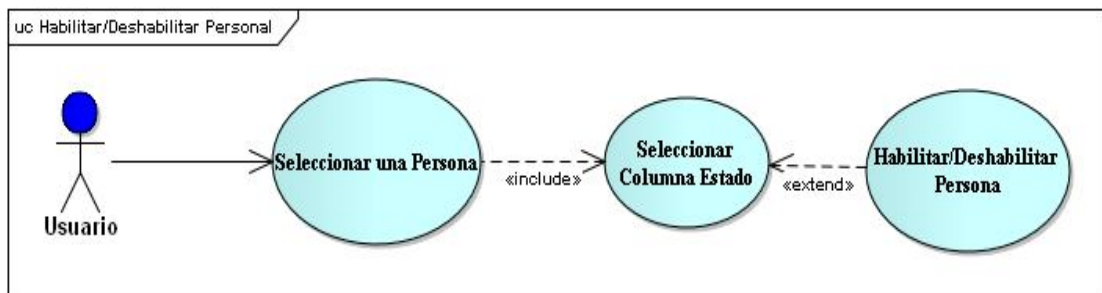 uc Habilitar/Deshabilitar Personal
Usuario
Seleccionar una Persona
«include»
Seleccionar
Columna Estado
«extend»
Habilitar/Deshabilitar
Persona